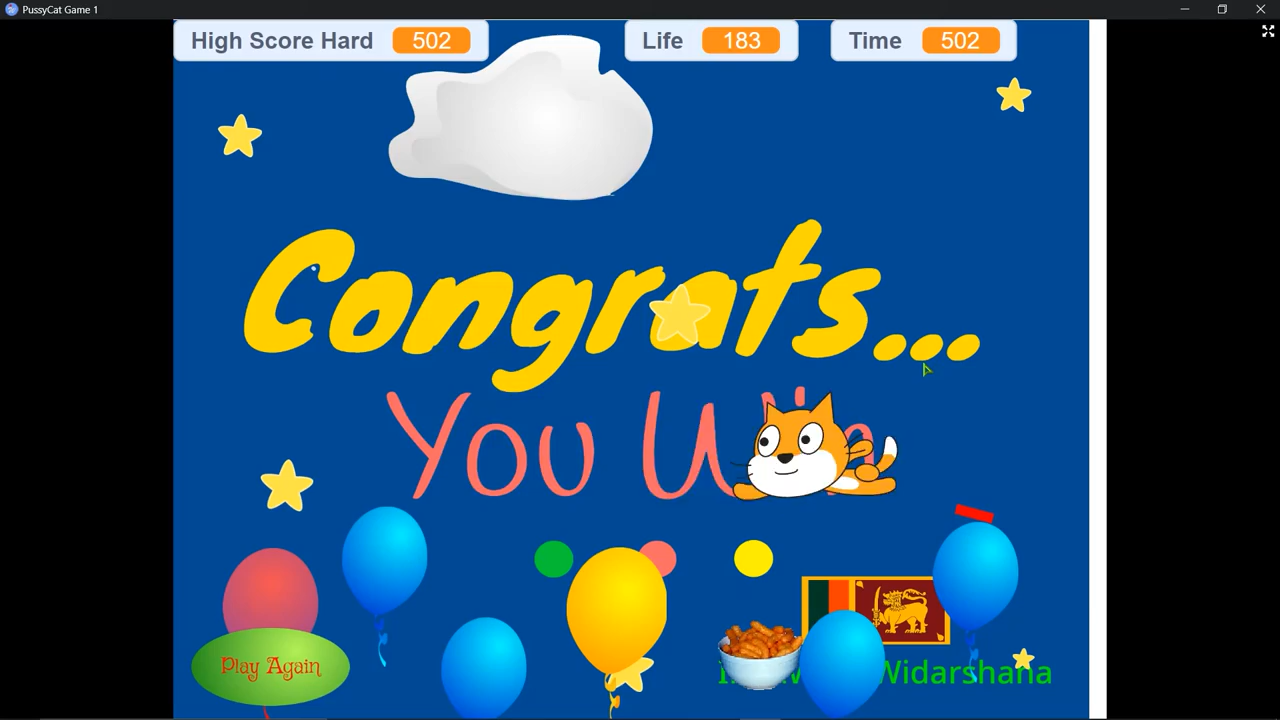 PussyCat Game 1
High Score Hard 502
Life 183
Time 502
Congrats...
You
Play Again
Widarshana